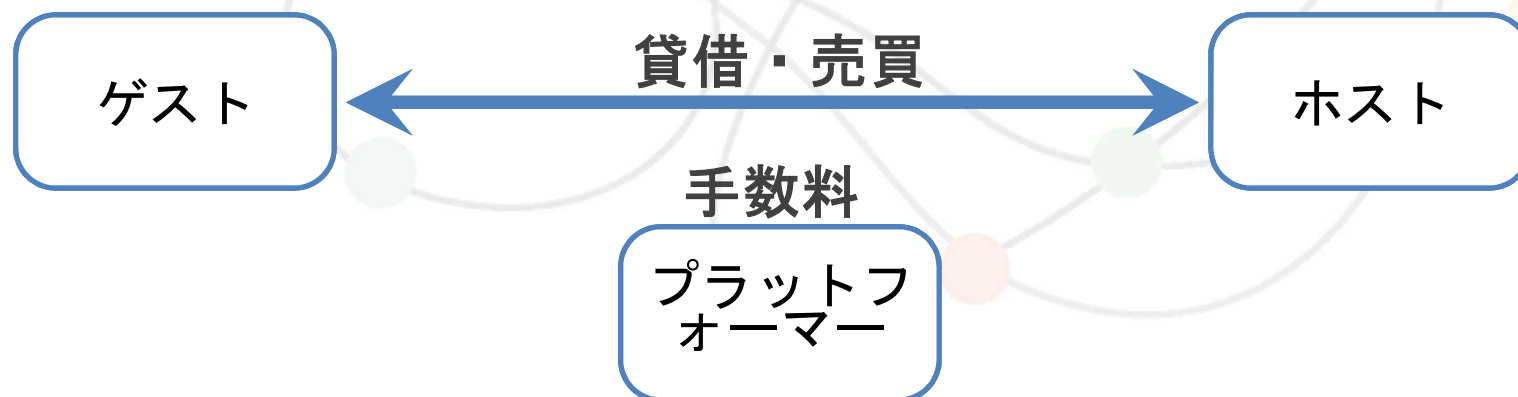 貸借・売買
ゲスト
ホスト
手数料
プラットフ
ォーマー